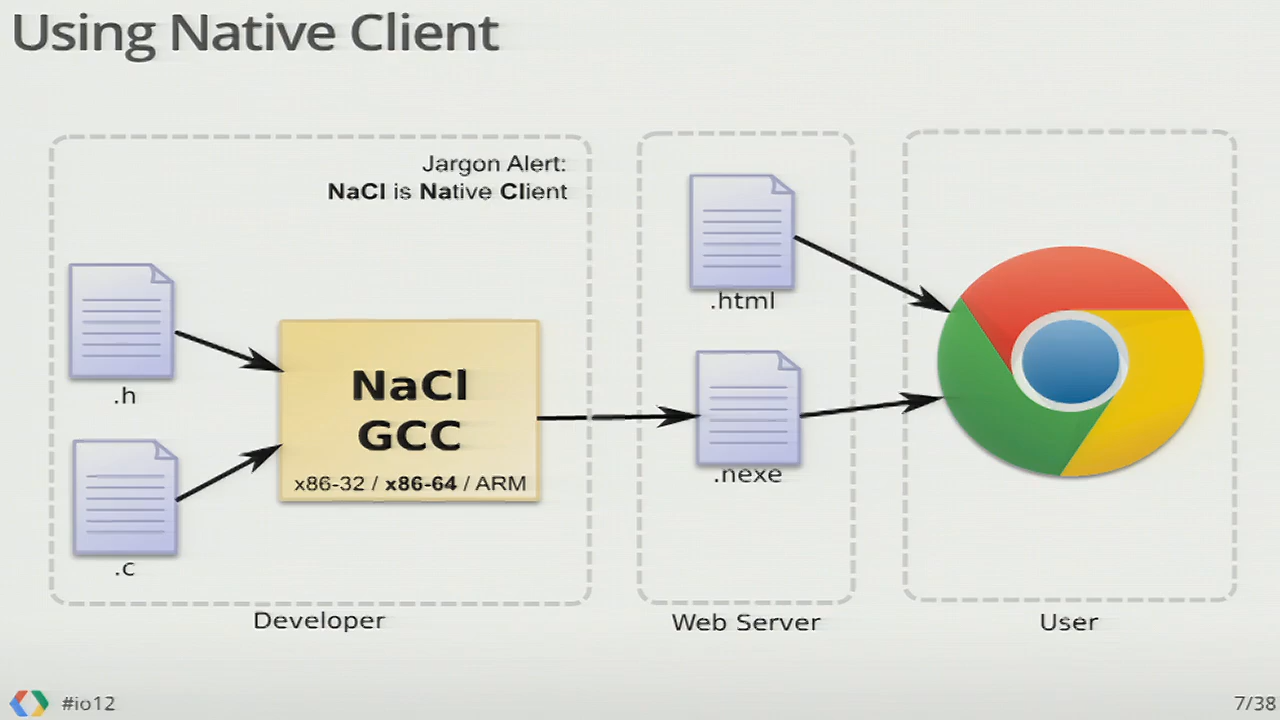 Using Native Client
Jargon Alert:
NaCl is Native Client
.h
.c
NaCl
GCC
x86-32 / x86-64 / ARM
Developer
.html
.nexe
Web Server
User
#io12
7/38